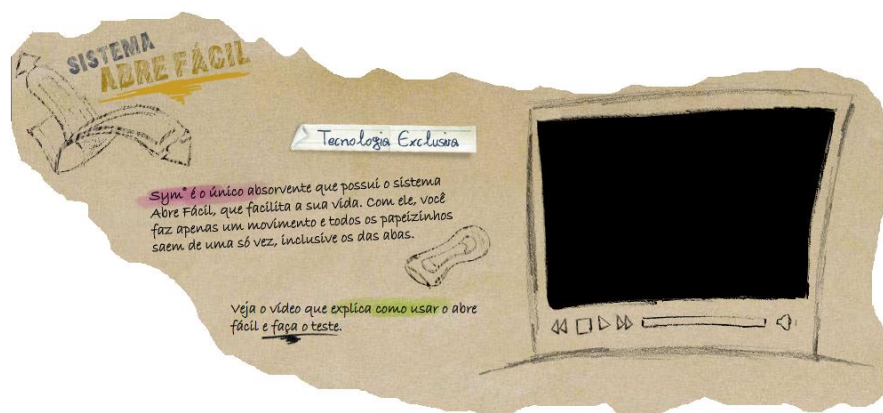 SISTEMA
ABRE FÁCIL
Tecnologia Exclusiva
Sym® é o único absorvente que possui o sistema
Abre Fácil, que facilita a sua vida. Com ele, você
faz apenas um movimento e todos os papeizinhos
saem de uma só vez, inclusive os das abas.
Veja o vídeo que explica como usar o abre
fácil e faça o teste.